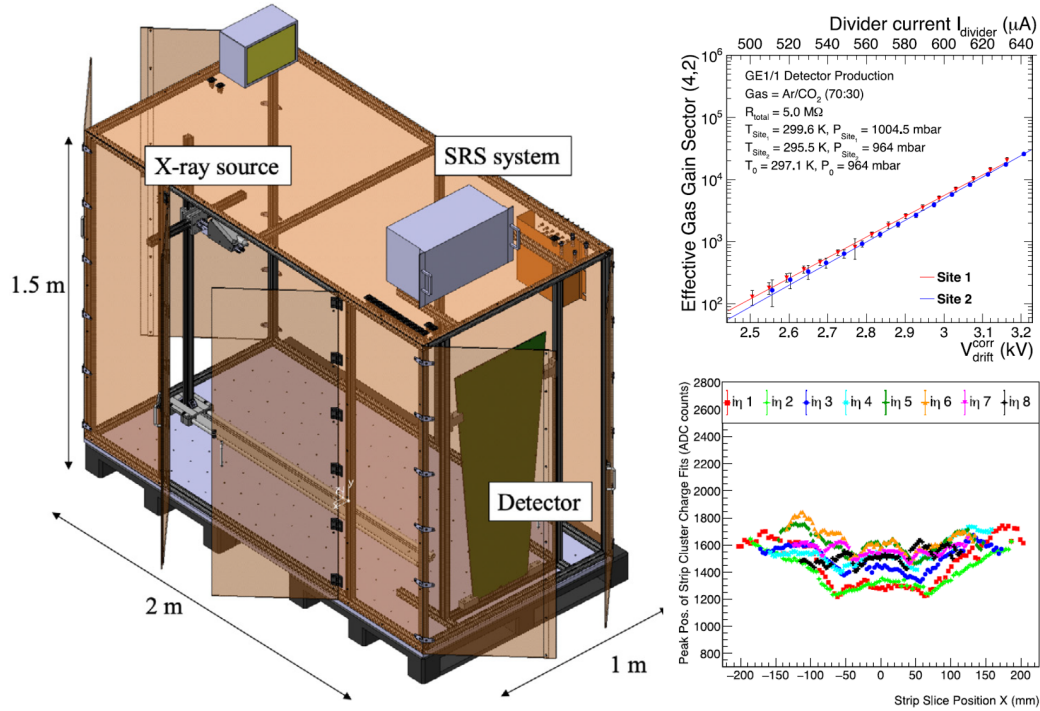 X-ray source
SRS system
1.5 m
Detector
2 m
1 m
Divider current I_divider (μA)
500 520 540 560 580 600 620 640
Effective Gas Gain Sector (4,2)
10^6
10^5
10^4
10^3
10^2
GE1/1 Detector Production
Gas = Ar/CO₂ (70:30)
R_total = 5.0 MΩ
T_Site₁ = 299.6 K, P_Site₁ = 1004.5 mbar
T_Site₂ = 295.5 K, P_Site₂ = 964 mbar
T₀ = 297.1 K, P₀ = 964 mbar
Site 1
Site 2
2.5 2.6 2.7 2.8 2.9 3 3.1 3.2
V_drift^corr (kV)
Peak Pos. of Strip Cluster Charge Fits (ADC counts)
2800
2600
2400
2200
2000
1800
1600
1400
1200
1000
800
iη 1 iη 2 iη 3 iη 4 iη 5 iη 6 iη 7 iη 8
−200 −150 −100 −50 0 50 100 150 200
Strip Slice Position X (mm)